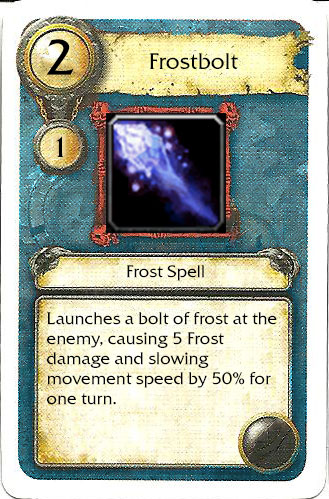 2
Frostbolt
1
Frost Spell
Launches a bolt of frost at the
enemy, causing 5 Frost
damage and slowing
movement speed by 50% for
one turn.